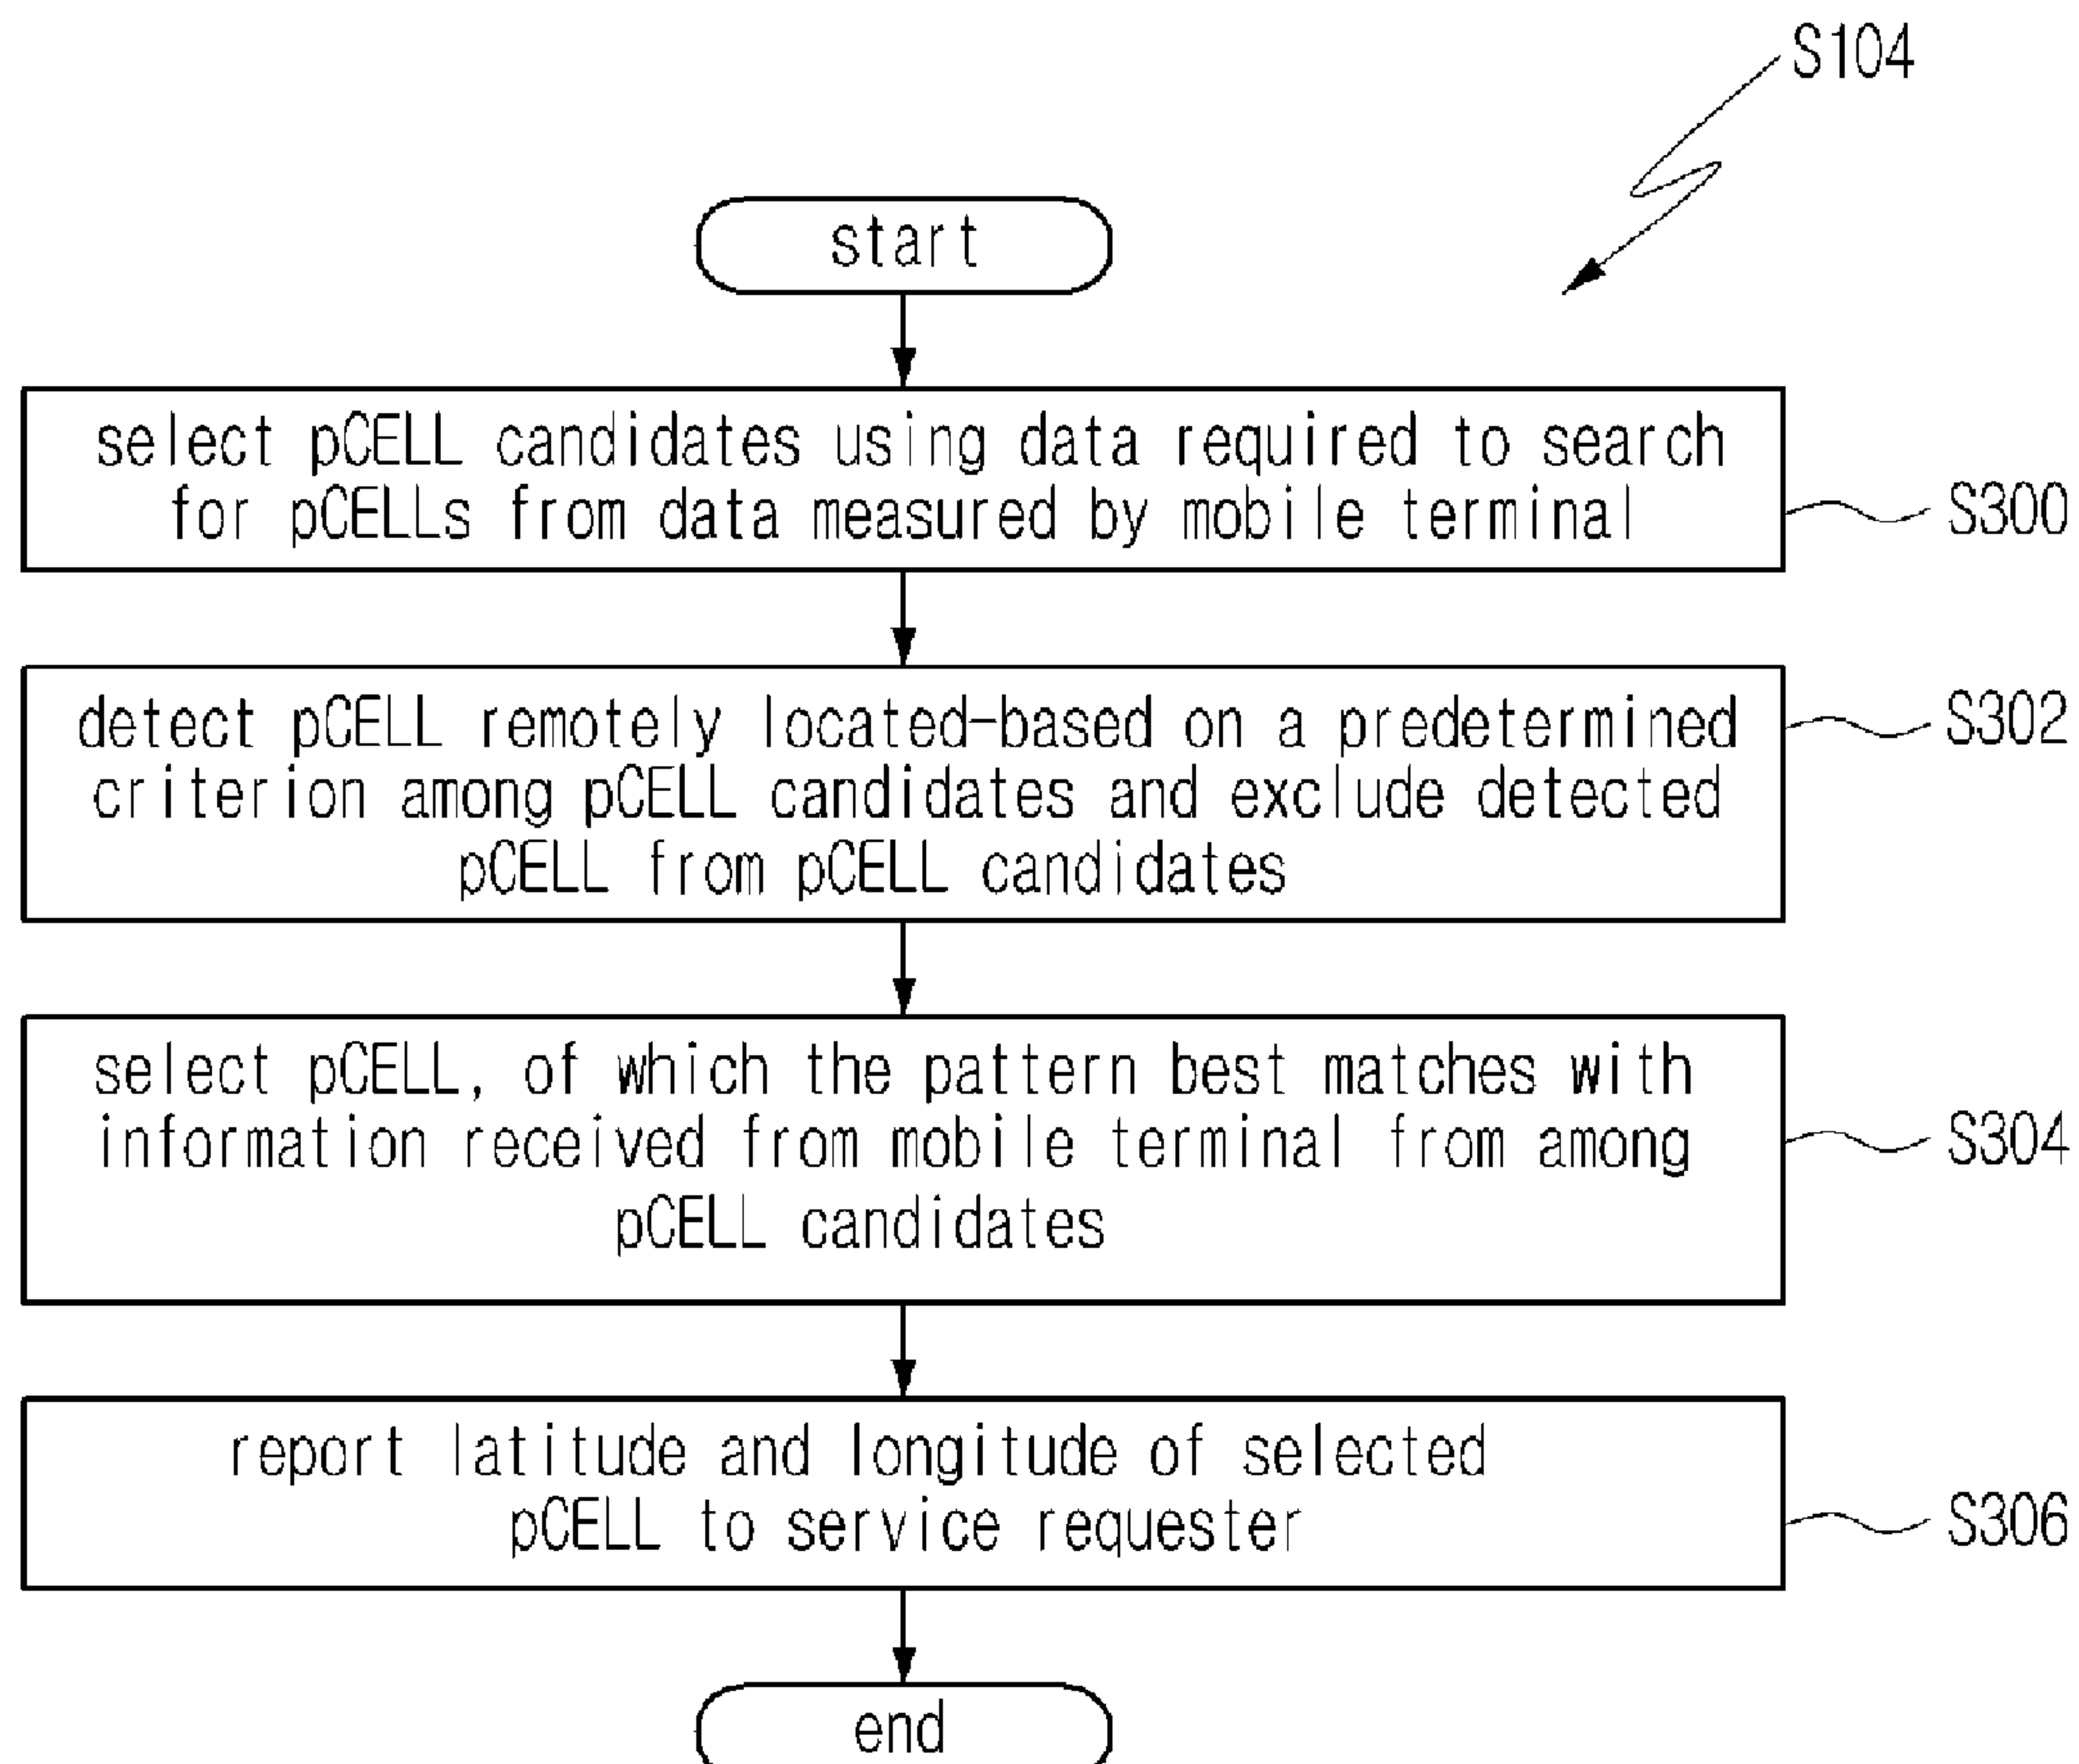 S104
start
select pCELL candidates using data required to search
for pCELLs from data measured by mobile terminal
S300
detect pCELL remotely located-based on a predetermined
criterion among pCELL candidates and exclude detected
pCELL from pCELL candidates
S302
select pCELL, of which the pattern best matches with
information received from mobile terminal from among
pCELL candidates
S304
report latitude and longitude of selected
pCELL to service requester
S306
end